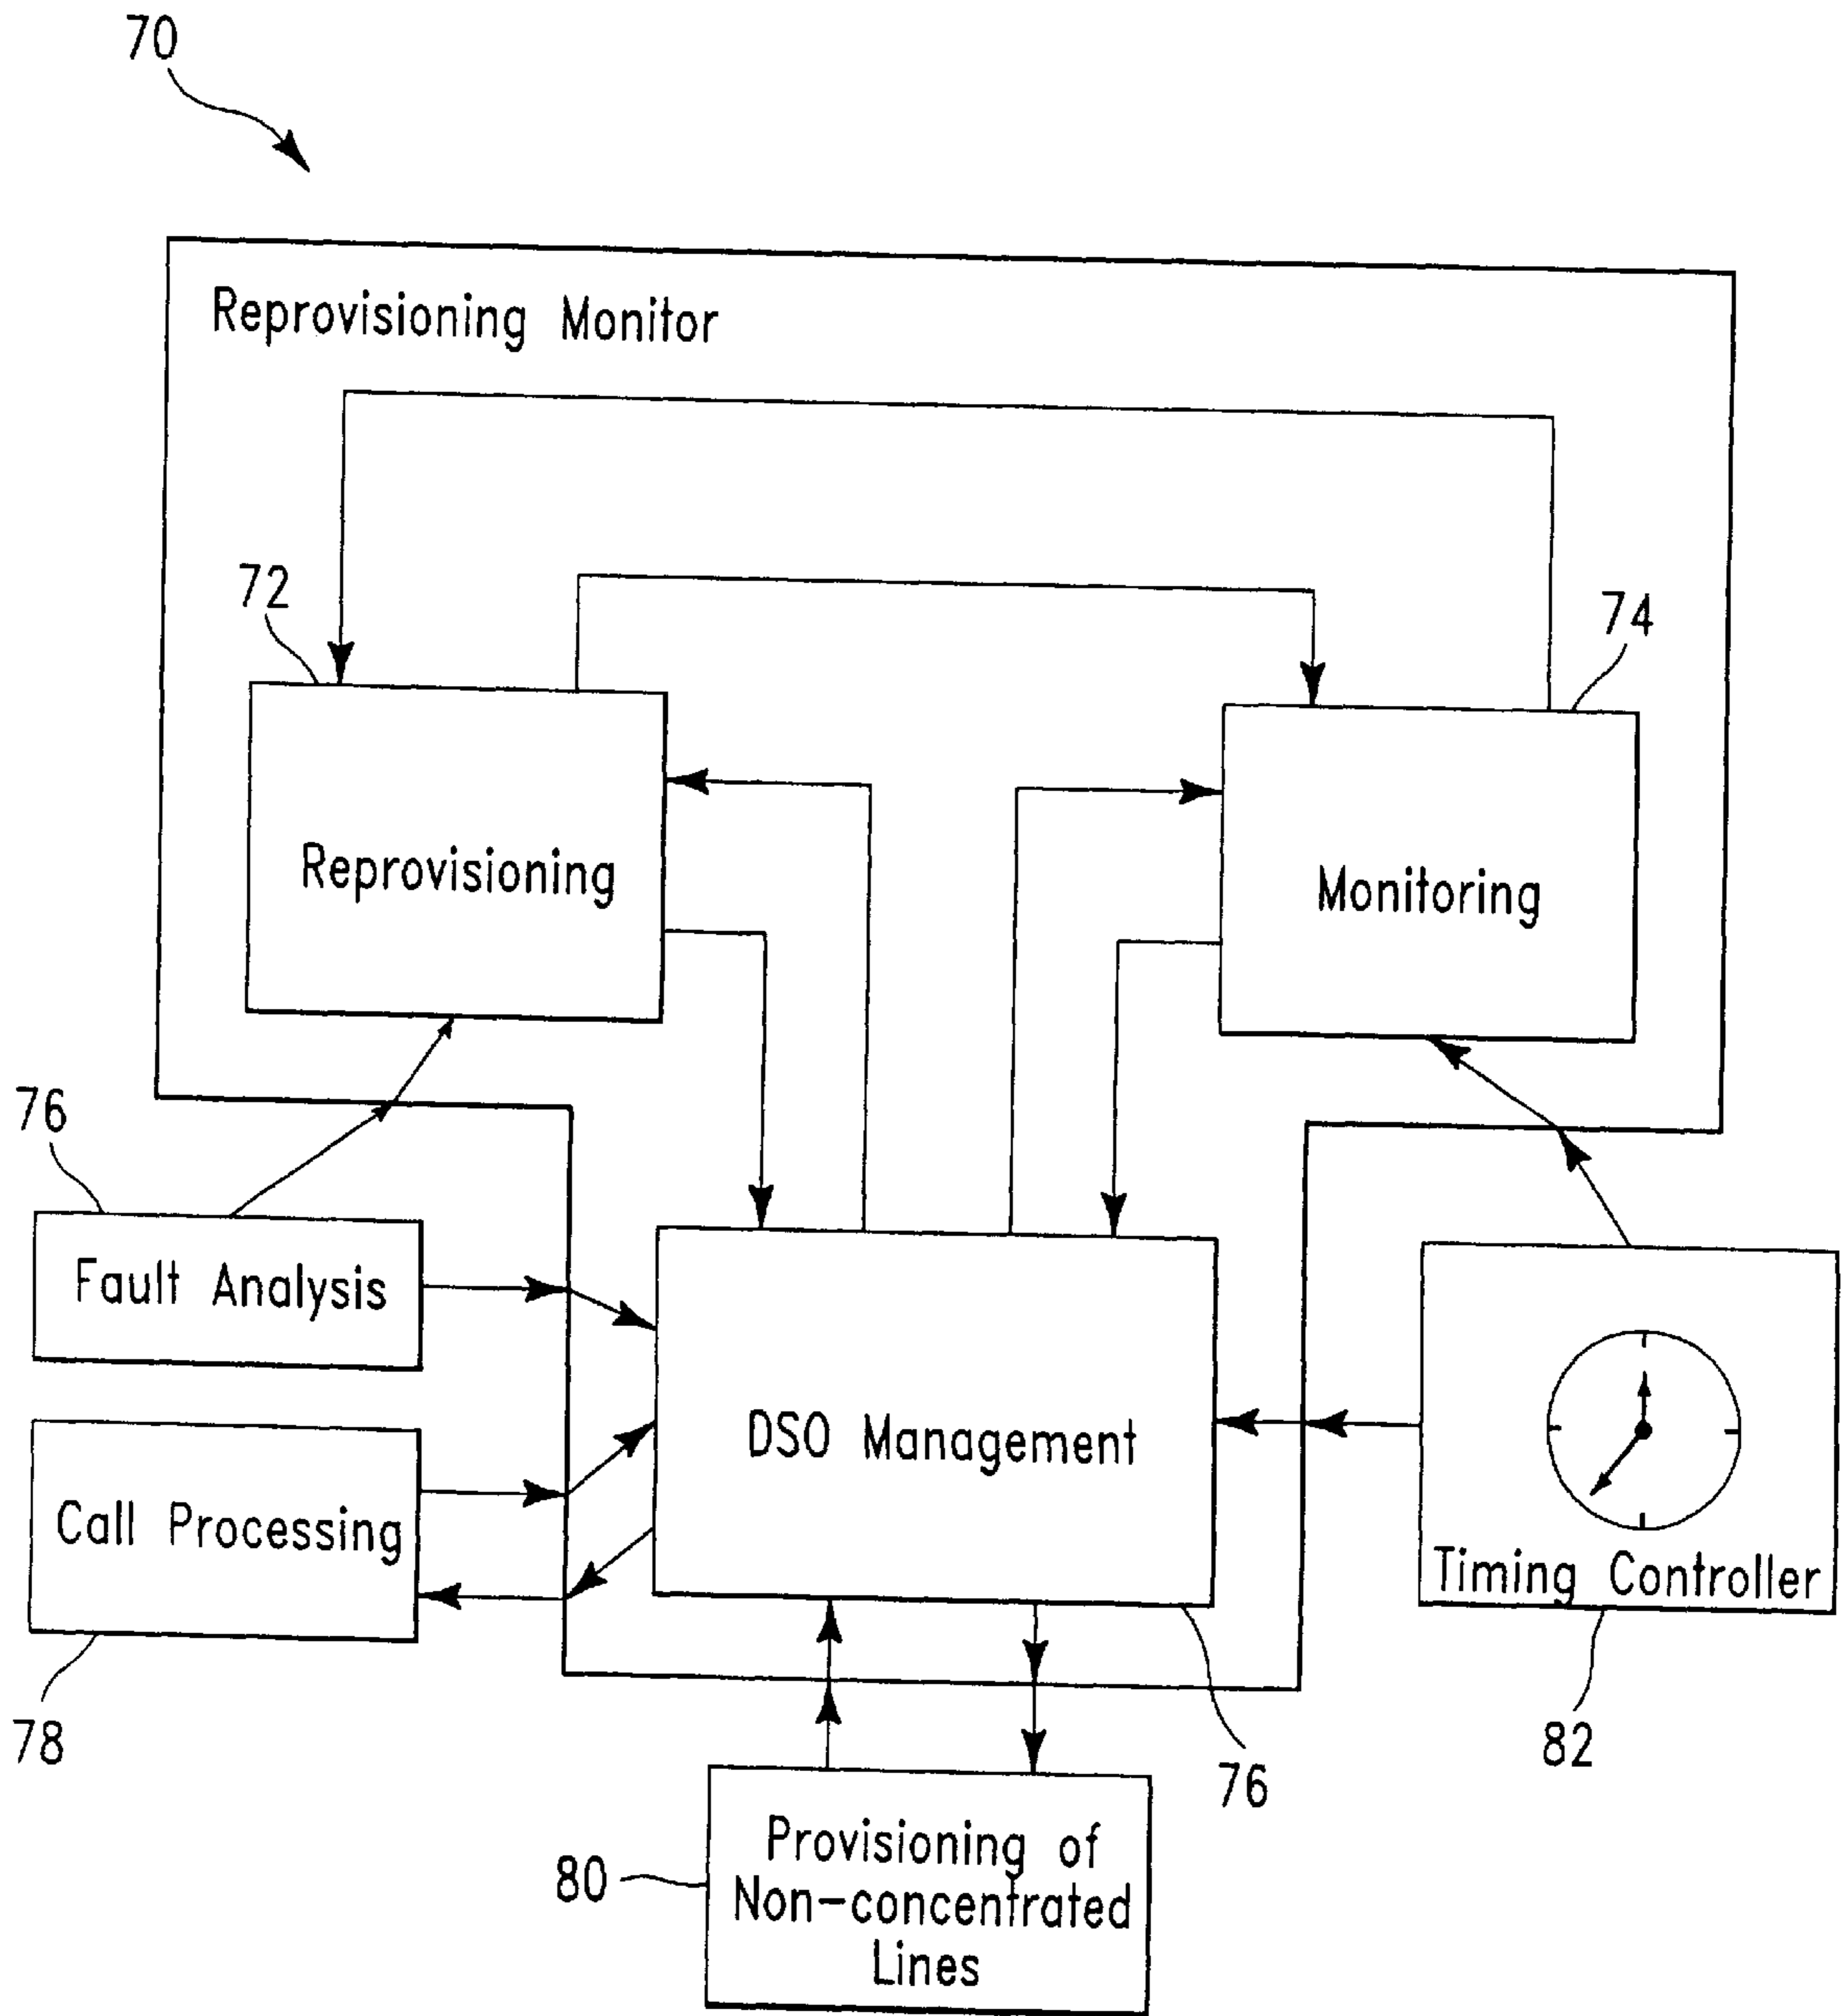 70
Reprovisioning Monitor
72
74
Reprovisioning
Monitoring
76
Fault Analysis
DSO Management
Call Processing
Timing Controller
78
76
82
80
Provisioning of
Non-concentrated
Lines